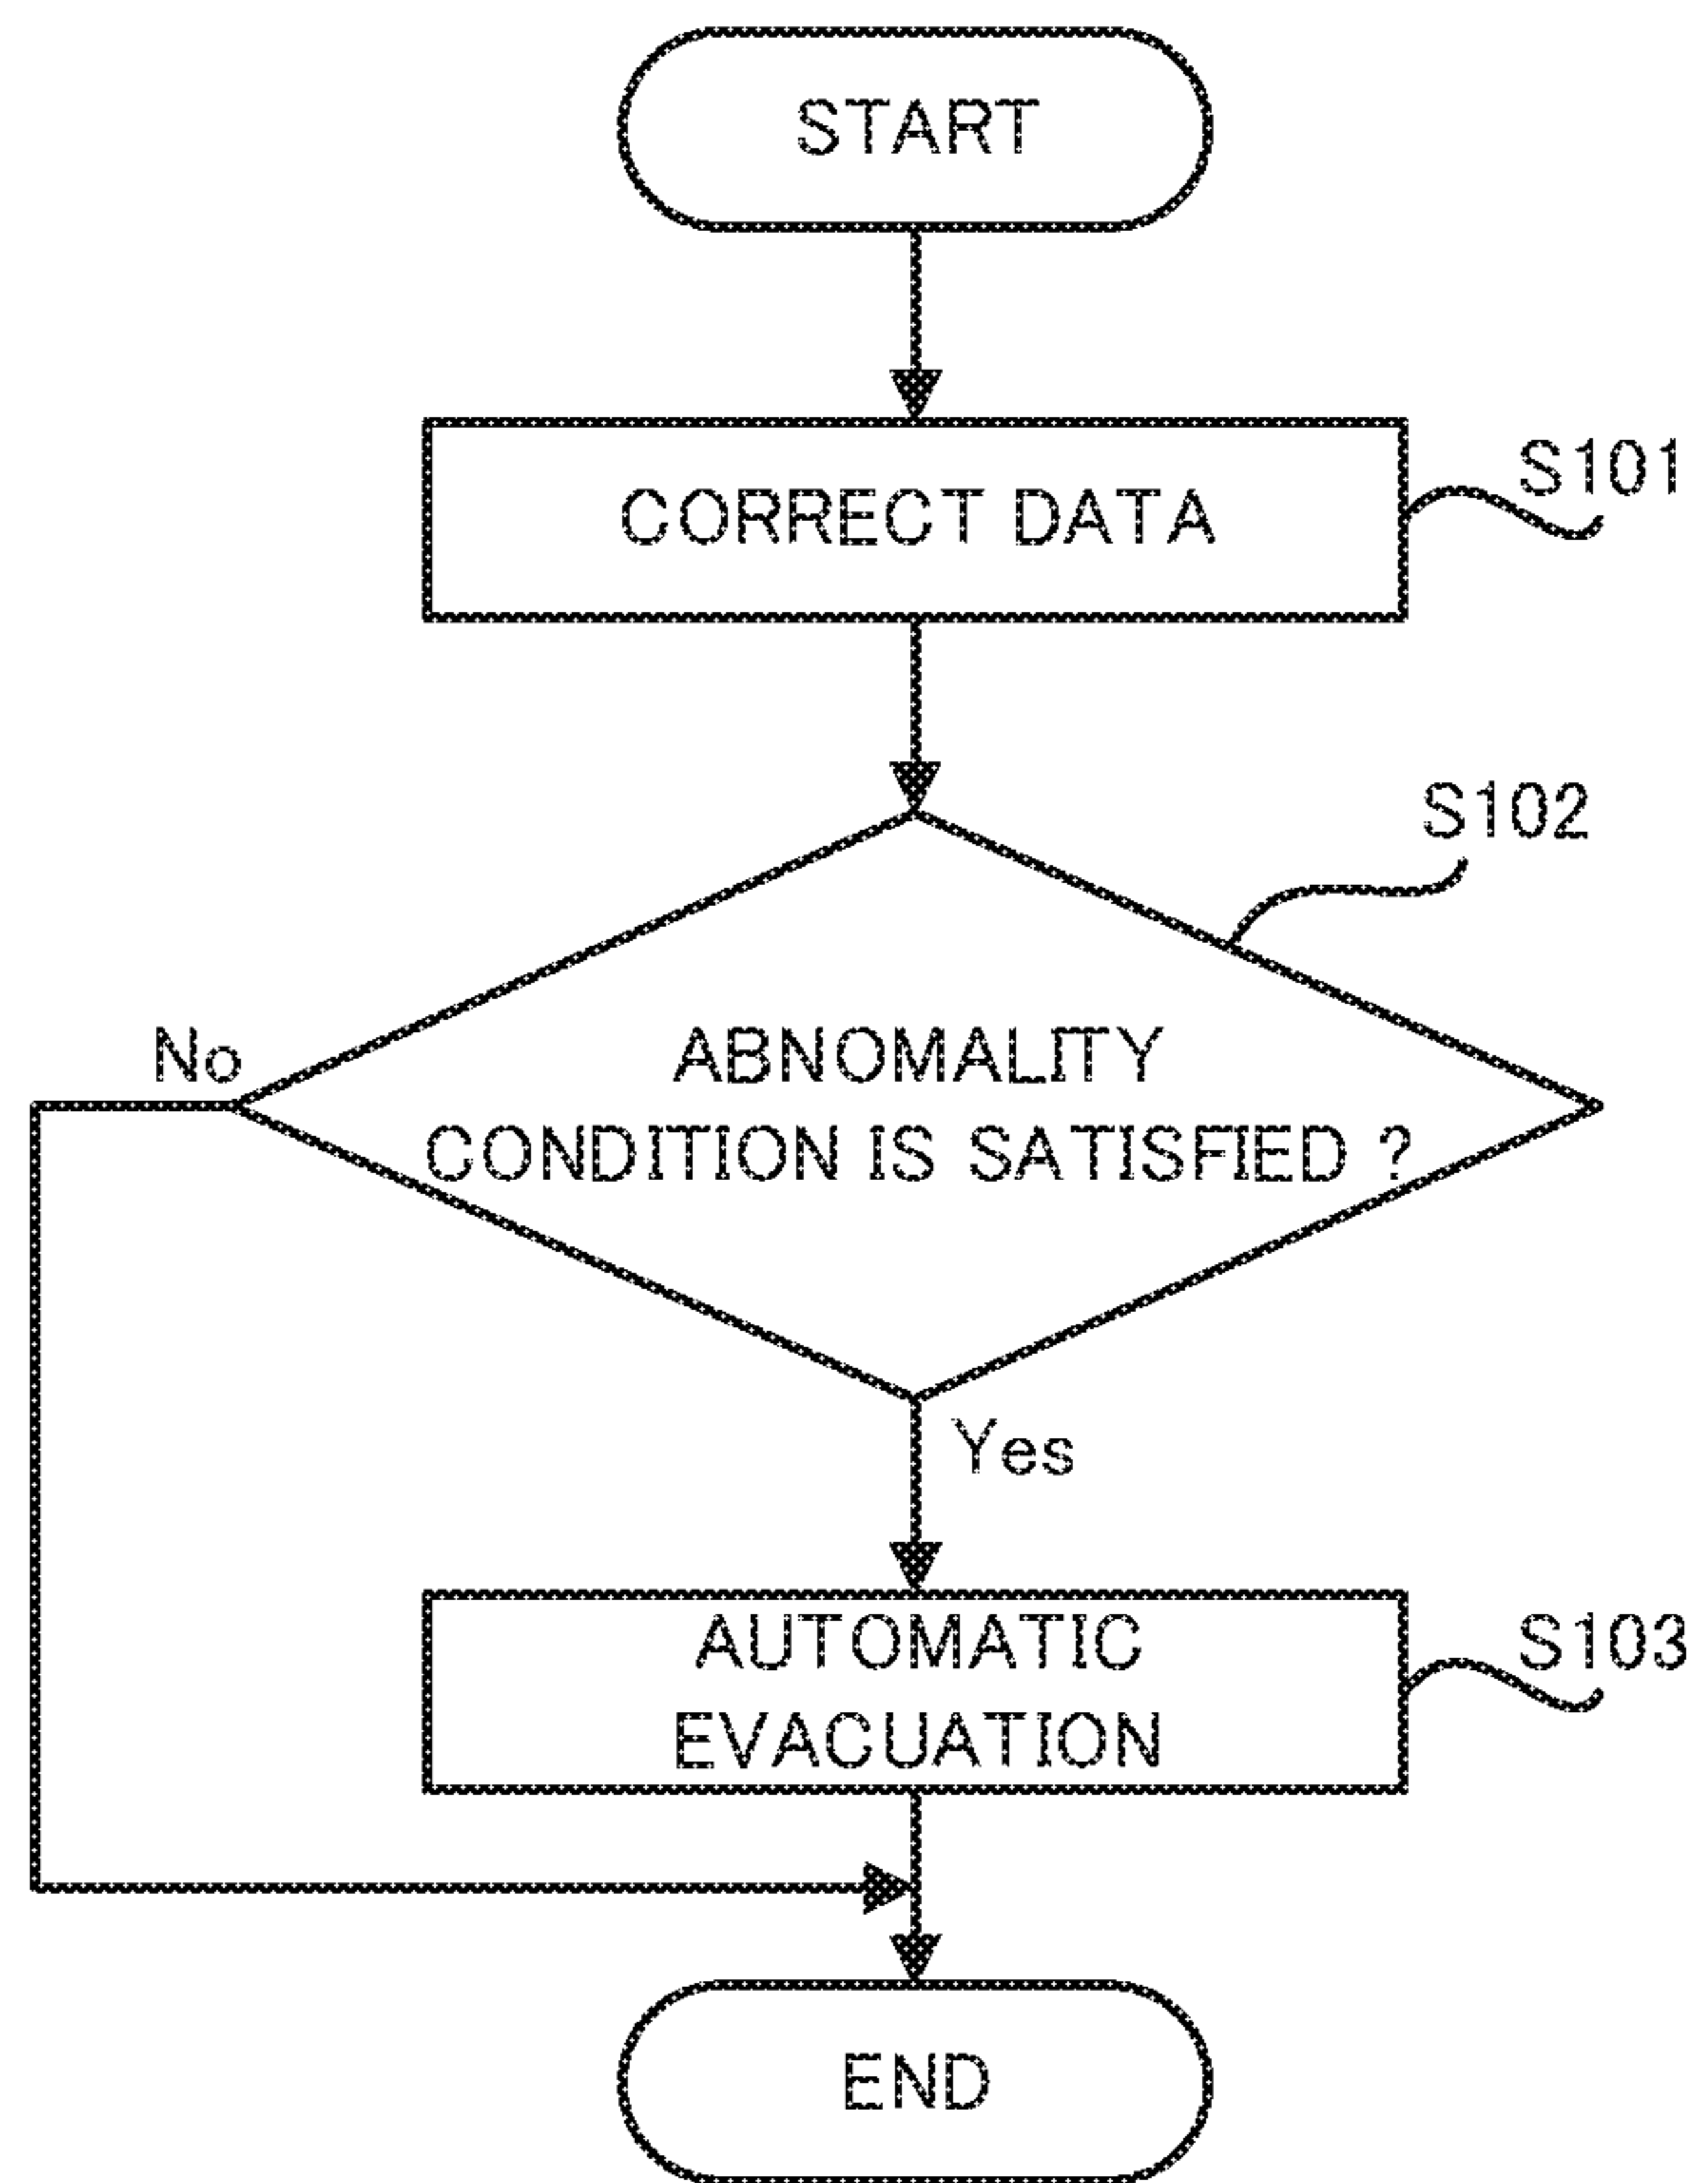 START
CORRECT DATA
S101
S102
No
ABNOMALITY
CONDITION IS SATISFIED ?
Yes
AUTOMATIC
EVACUATION
S103
END